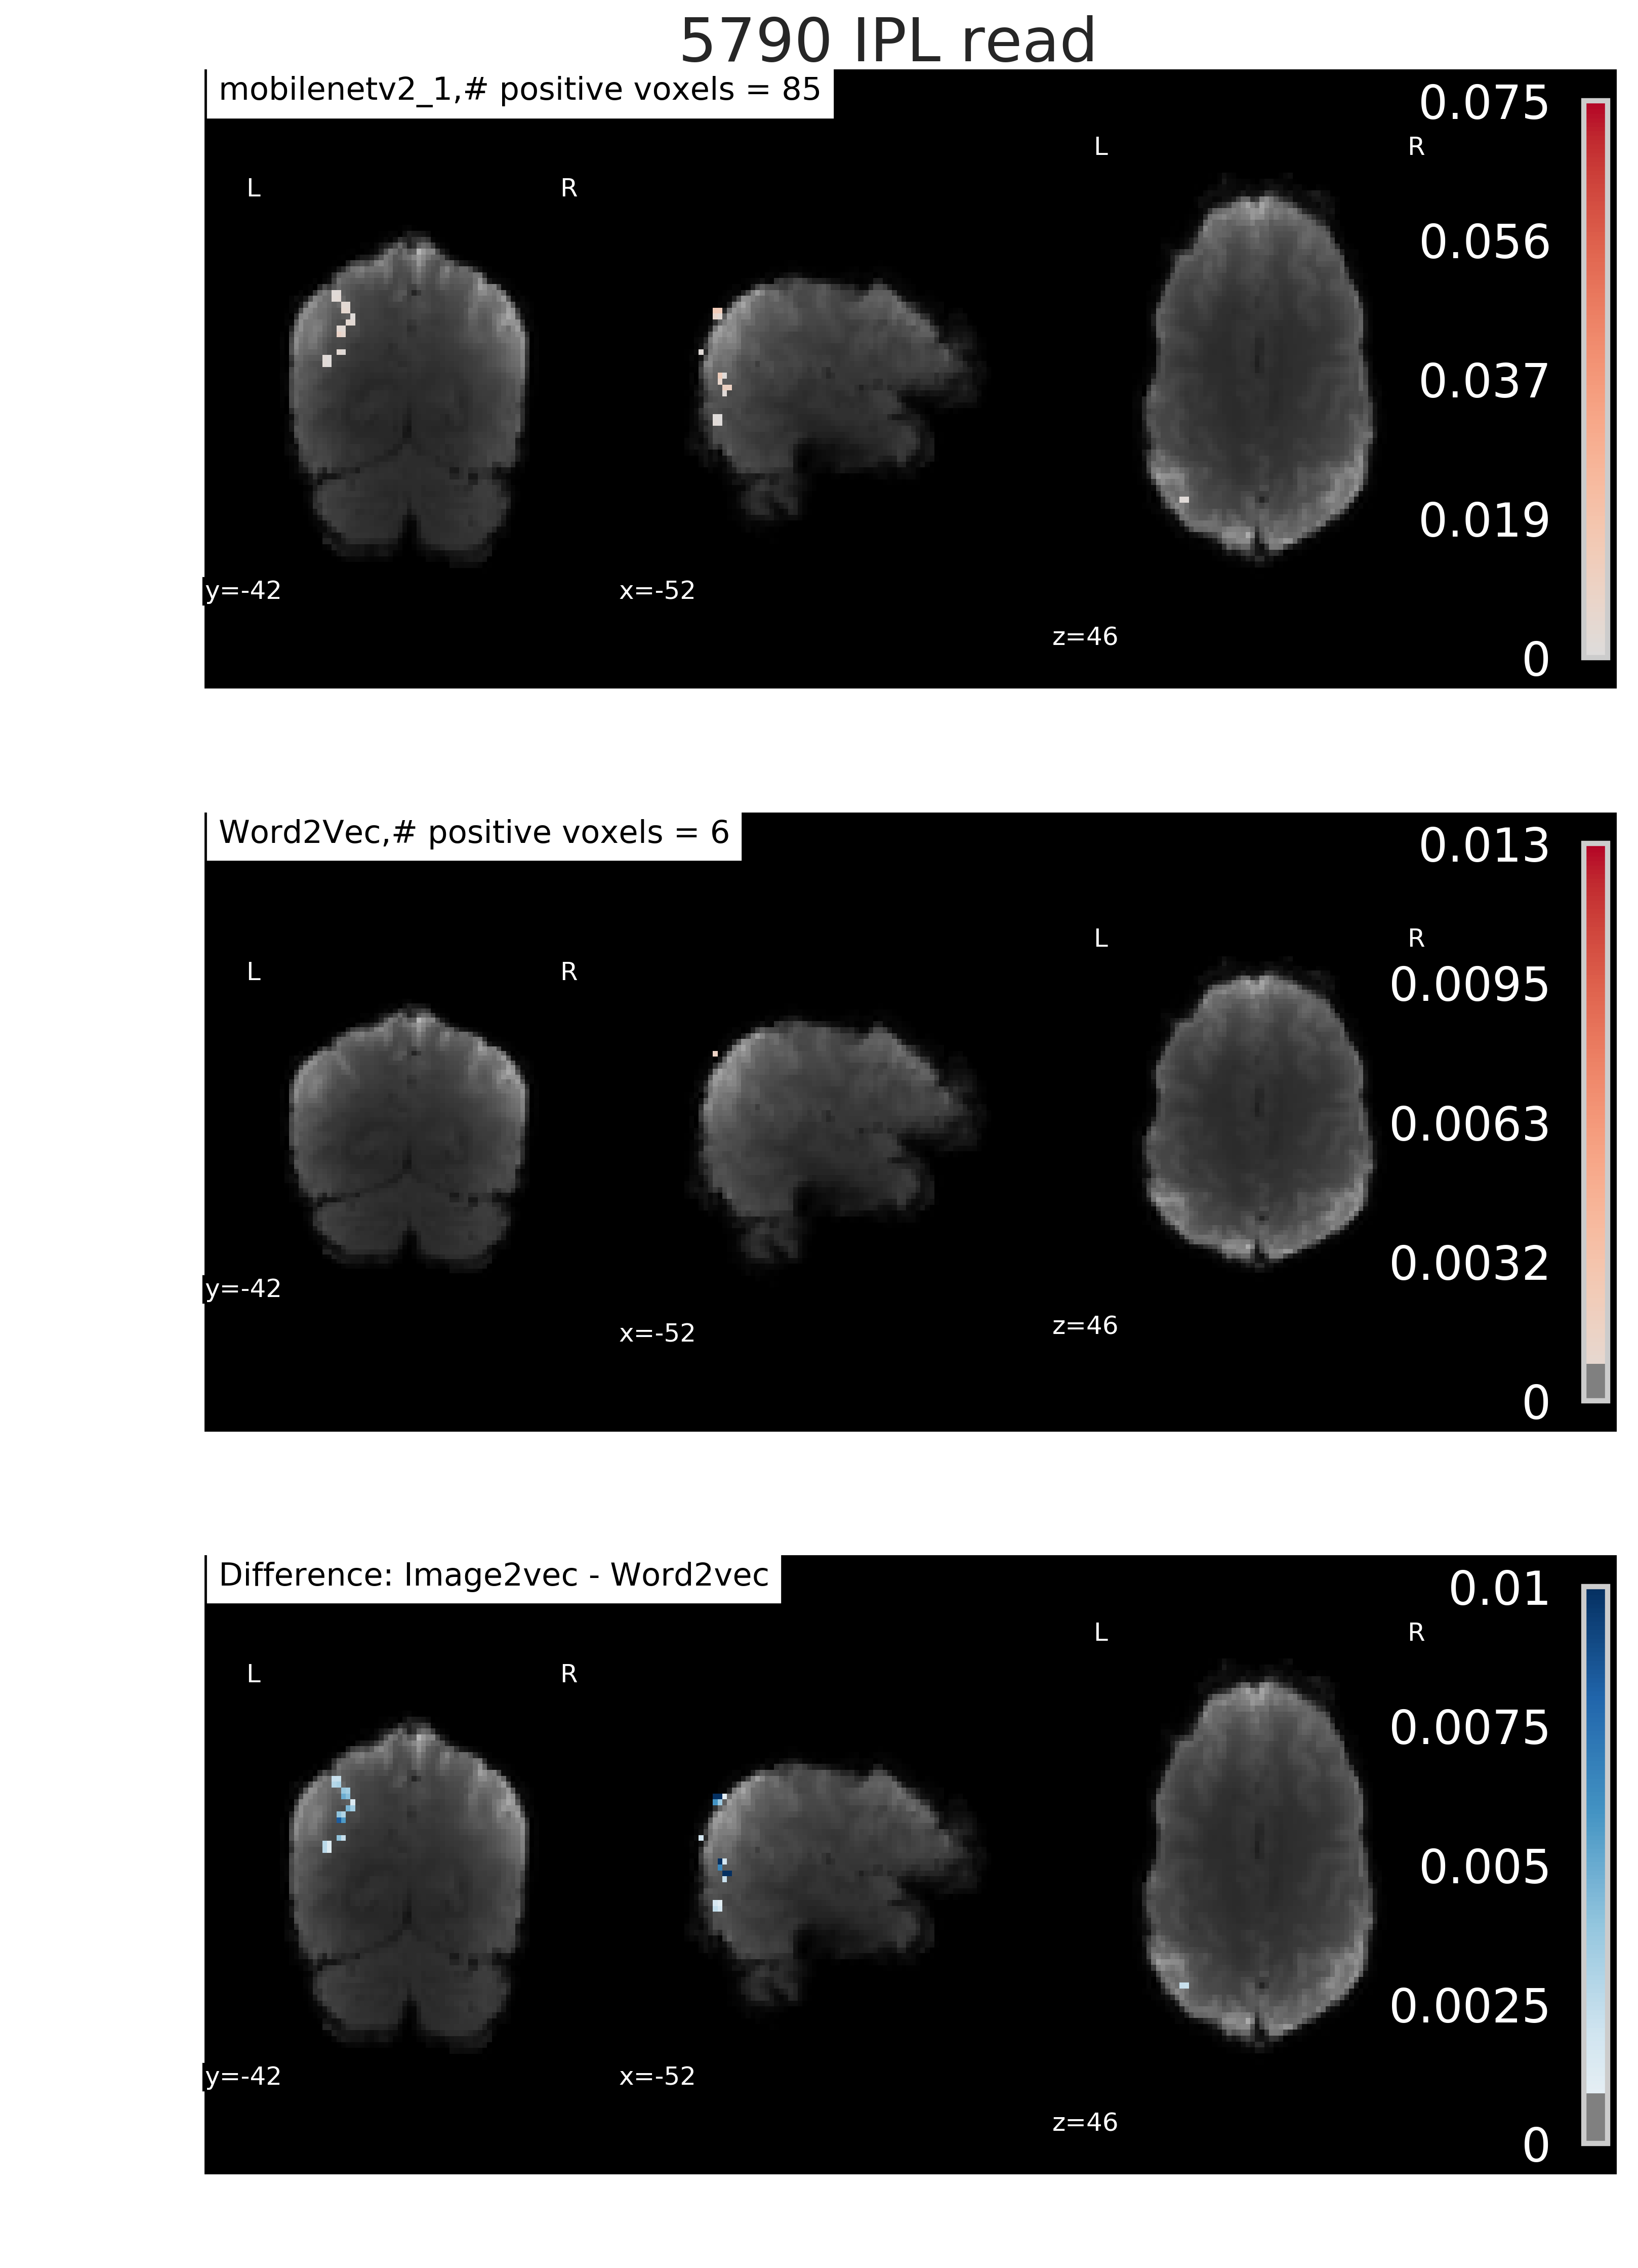 5790 IPL read
mobilenetv2_1,# positive voxels = 85
0.075
L R
L R
0.056
0.037
0.019
y=-42 x=-52
z=46
0
Word2Vec,# positive voxels = 6
0.013
L R
L R
0.0095
0.0063
0.0032
y=-42
x=-52 z=46
0
Difference: Image2vec - Word2vec
0.01
L R
L R
0.0075
0.005
0.0025
y=-42 x=-52
z=46
0